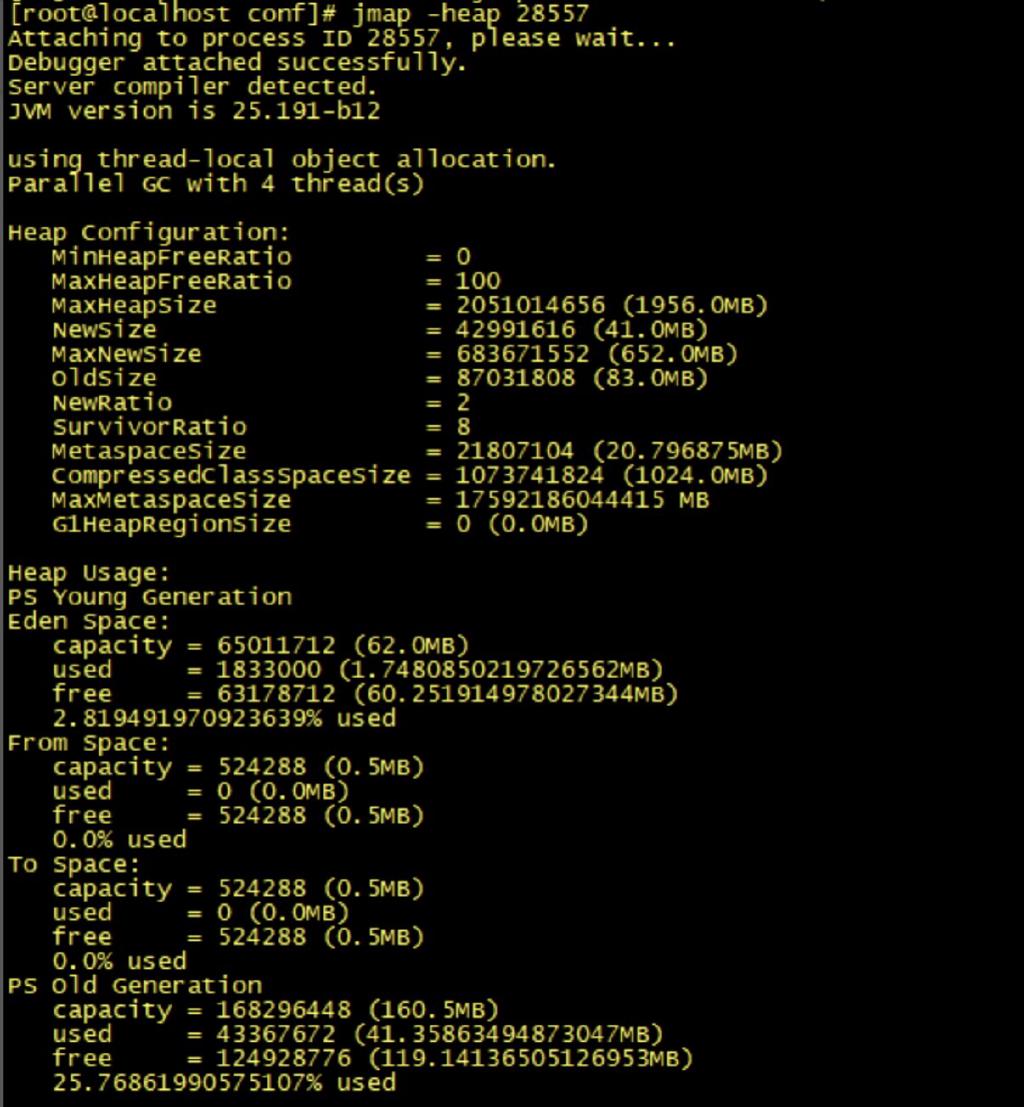 [root@localhost conf]# jmap -heap 28557
Attaching to process ID 28557, please wait...
Debugger attached successfully.
Server compiler detected.
JVM version is 25.191-b12
using thread-local object allocation.
Parallel GC with 4 thread(s)
Heap Configuration:
MinHeapFreeRatio = 0
MaxHeapFreeRatio = 100
MaxHeapSize = 2051014656 (1956.0MB)
NewSize = 42991616 (41.0MB)
MaxNewSize = 683671552 (652.0MB)
OldSize = 87031808 (83.0MB)
NewRatio = 2
SurvivorRatio = 8
MetaspaceSize = 21807104 (20.796875MB)
CompressedClassSpaceSize = 1073741824 (1024.0MB)
MaxMetaspaceSize = 17592186044415 MB
G1HeapRegionSize = 0 (0.0MB)
Heap Usage:
PS Young Generation
Eden Space:
capacity = 65011712 (62.0MB)
used = 1833000 (1.7480850219726562MB)
free = 63178712 (60.251914978027344MB)
2.819491970923639% used
From Space:
capacity = 524288 (0.5MB)
used = 0 (0.0MB)
free = 524288 (0.5MB)
0.0% used
To Space:
capacity = 524288 (0.5MB)
used = 0 (0.0MB)
free = 524288 (0.5MB)
0.0% used
PS Old Generation
capacity = 168296448 (160.5MB)
used = 43367672 (41.35863494873047MB)
free = 124928776 (119.14136505126953MB)
25.768619905751​07% used